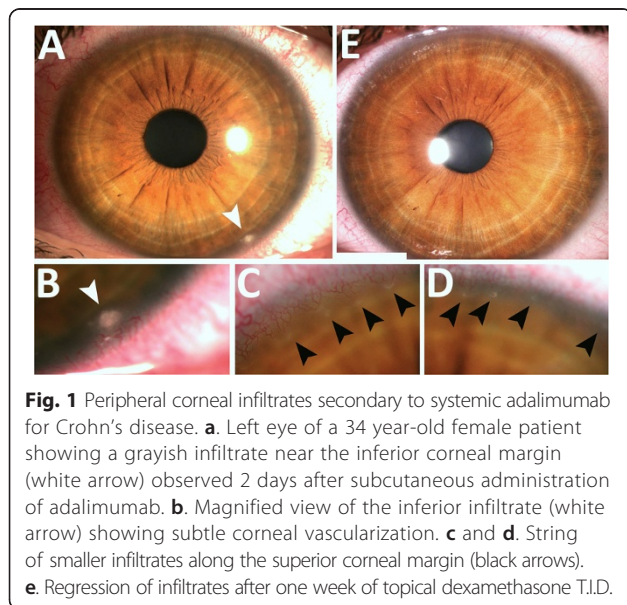 A
E
B
C
D
Fig. 1 Peripheral corneal infiltrates secondary to systemic adalimumab
for Crohn's disease. a. Left eye of a 34 year-old female patient
showing a grayish infiltrate near the inferior corneal margin
(white arrow) observed 2 days after subcutaneous administration
of adalimumab. b. Magnified view of the inferior infiltrate (white
arrow) showing subtle corneal vascularization. c and d. String
of smaller infiltrates along the superior corneal margin (black arrows).
e. Regression of infiltrates after one week of topical dexamethasone T.I.D.